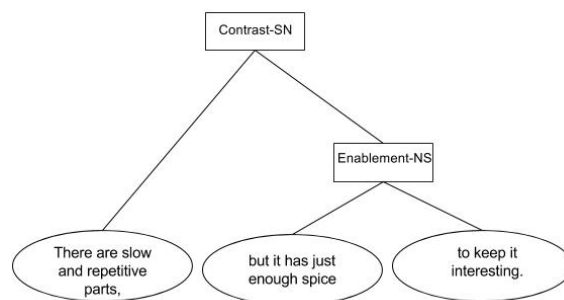 Contrast-SN
Enablement-NS
There are slow
and repetitive
parts,
but it has just
enough spice
to keep it
interesting.